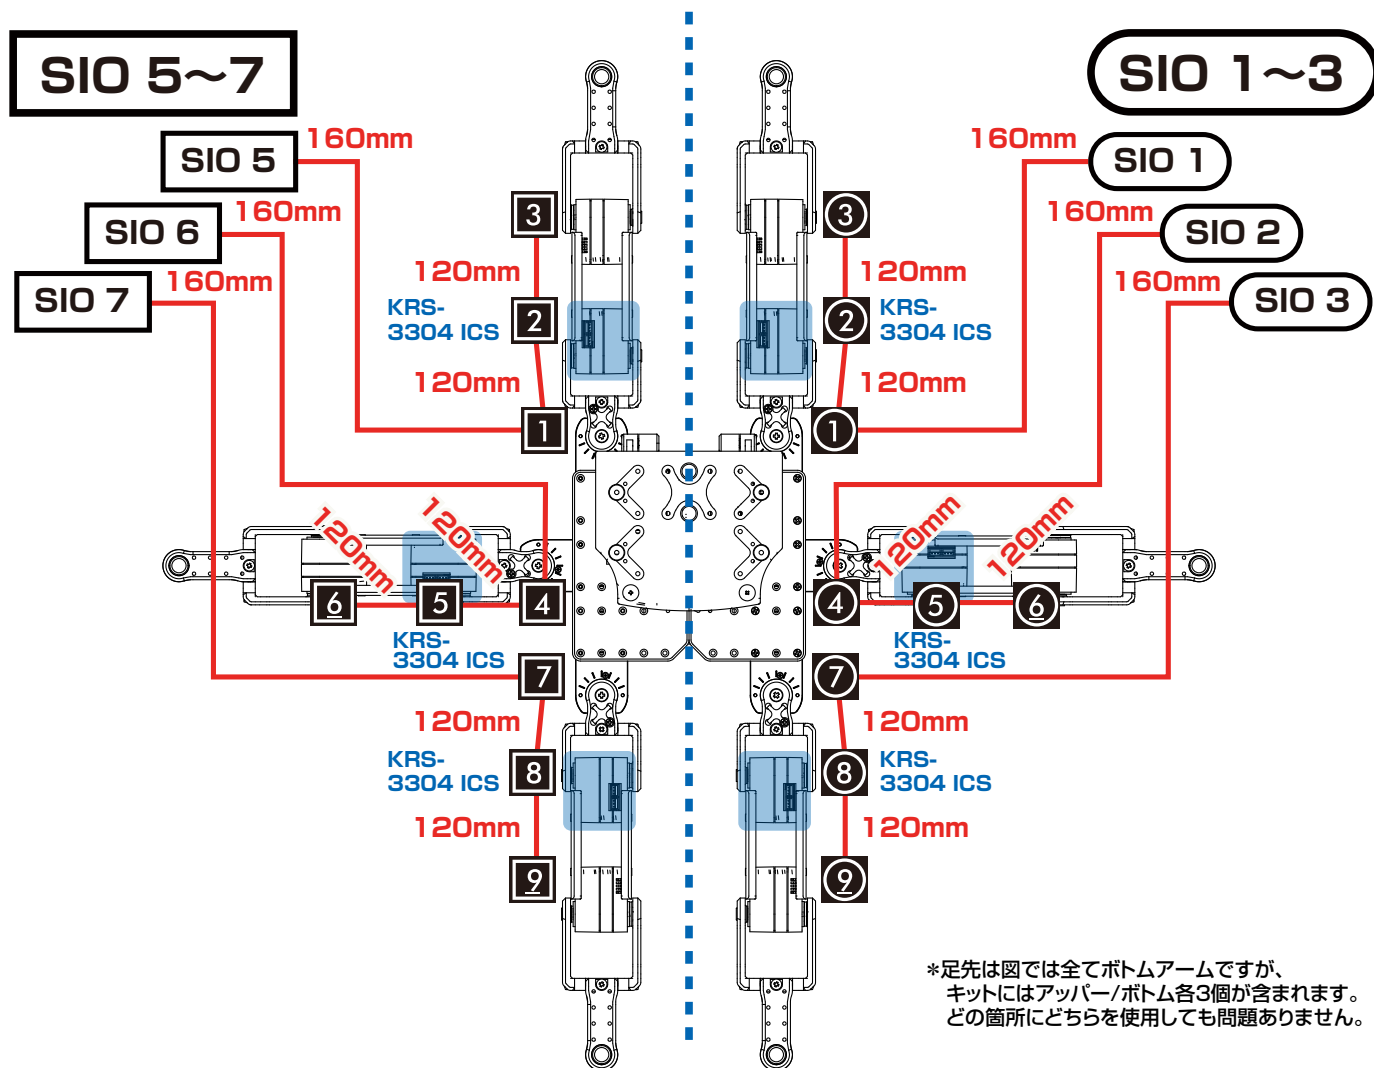 SIO 5〜7
SIO 1〜3
160mm
160mm
SIO 5
SIO 1
160mm
160mm
SIO 6
SIO 2
160mm
160mm
SIO 7
SIO 3
3
3
120mm
120mm
KRS-
3304 ICS
2
2
KRS-
3304 ICS
120mm
120mm
1
1
120mm
120mm
120mm
120mm
6
5
4
4
5
6
KRS-
3304 ICS
KRS-
3304 ICS
7
7
120mm
120mm
KRS-
3304 ICS
8
8
KRS-
3304 ICS
120mm
120mm
9
9
*足先は図では全てボトムアームですが、
キットにはアッパー/ボトム各3個が含まれます。
どの箇所にどちらを使用しても問題ありません。